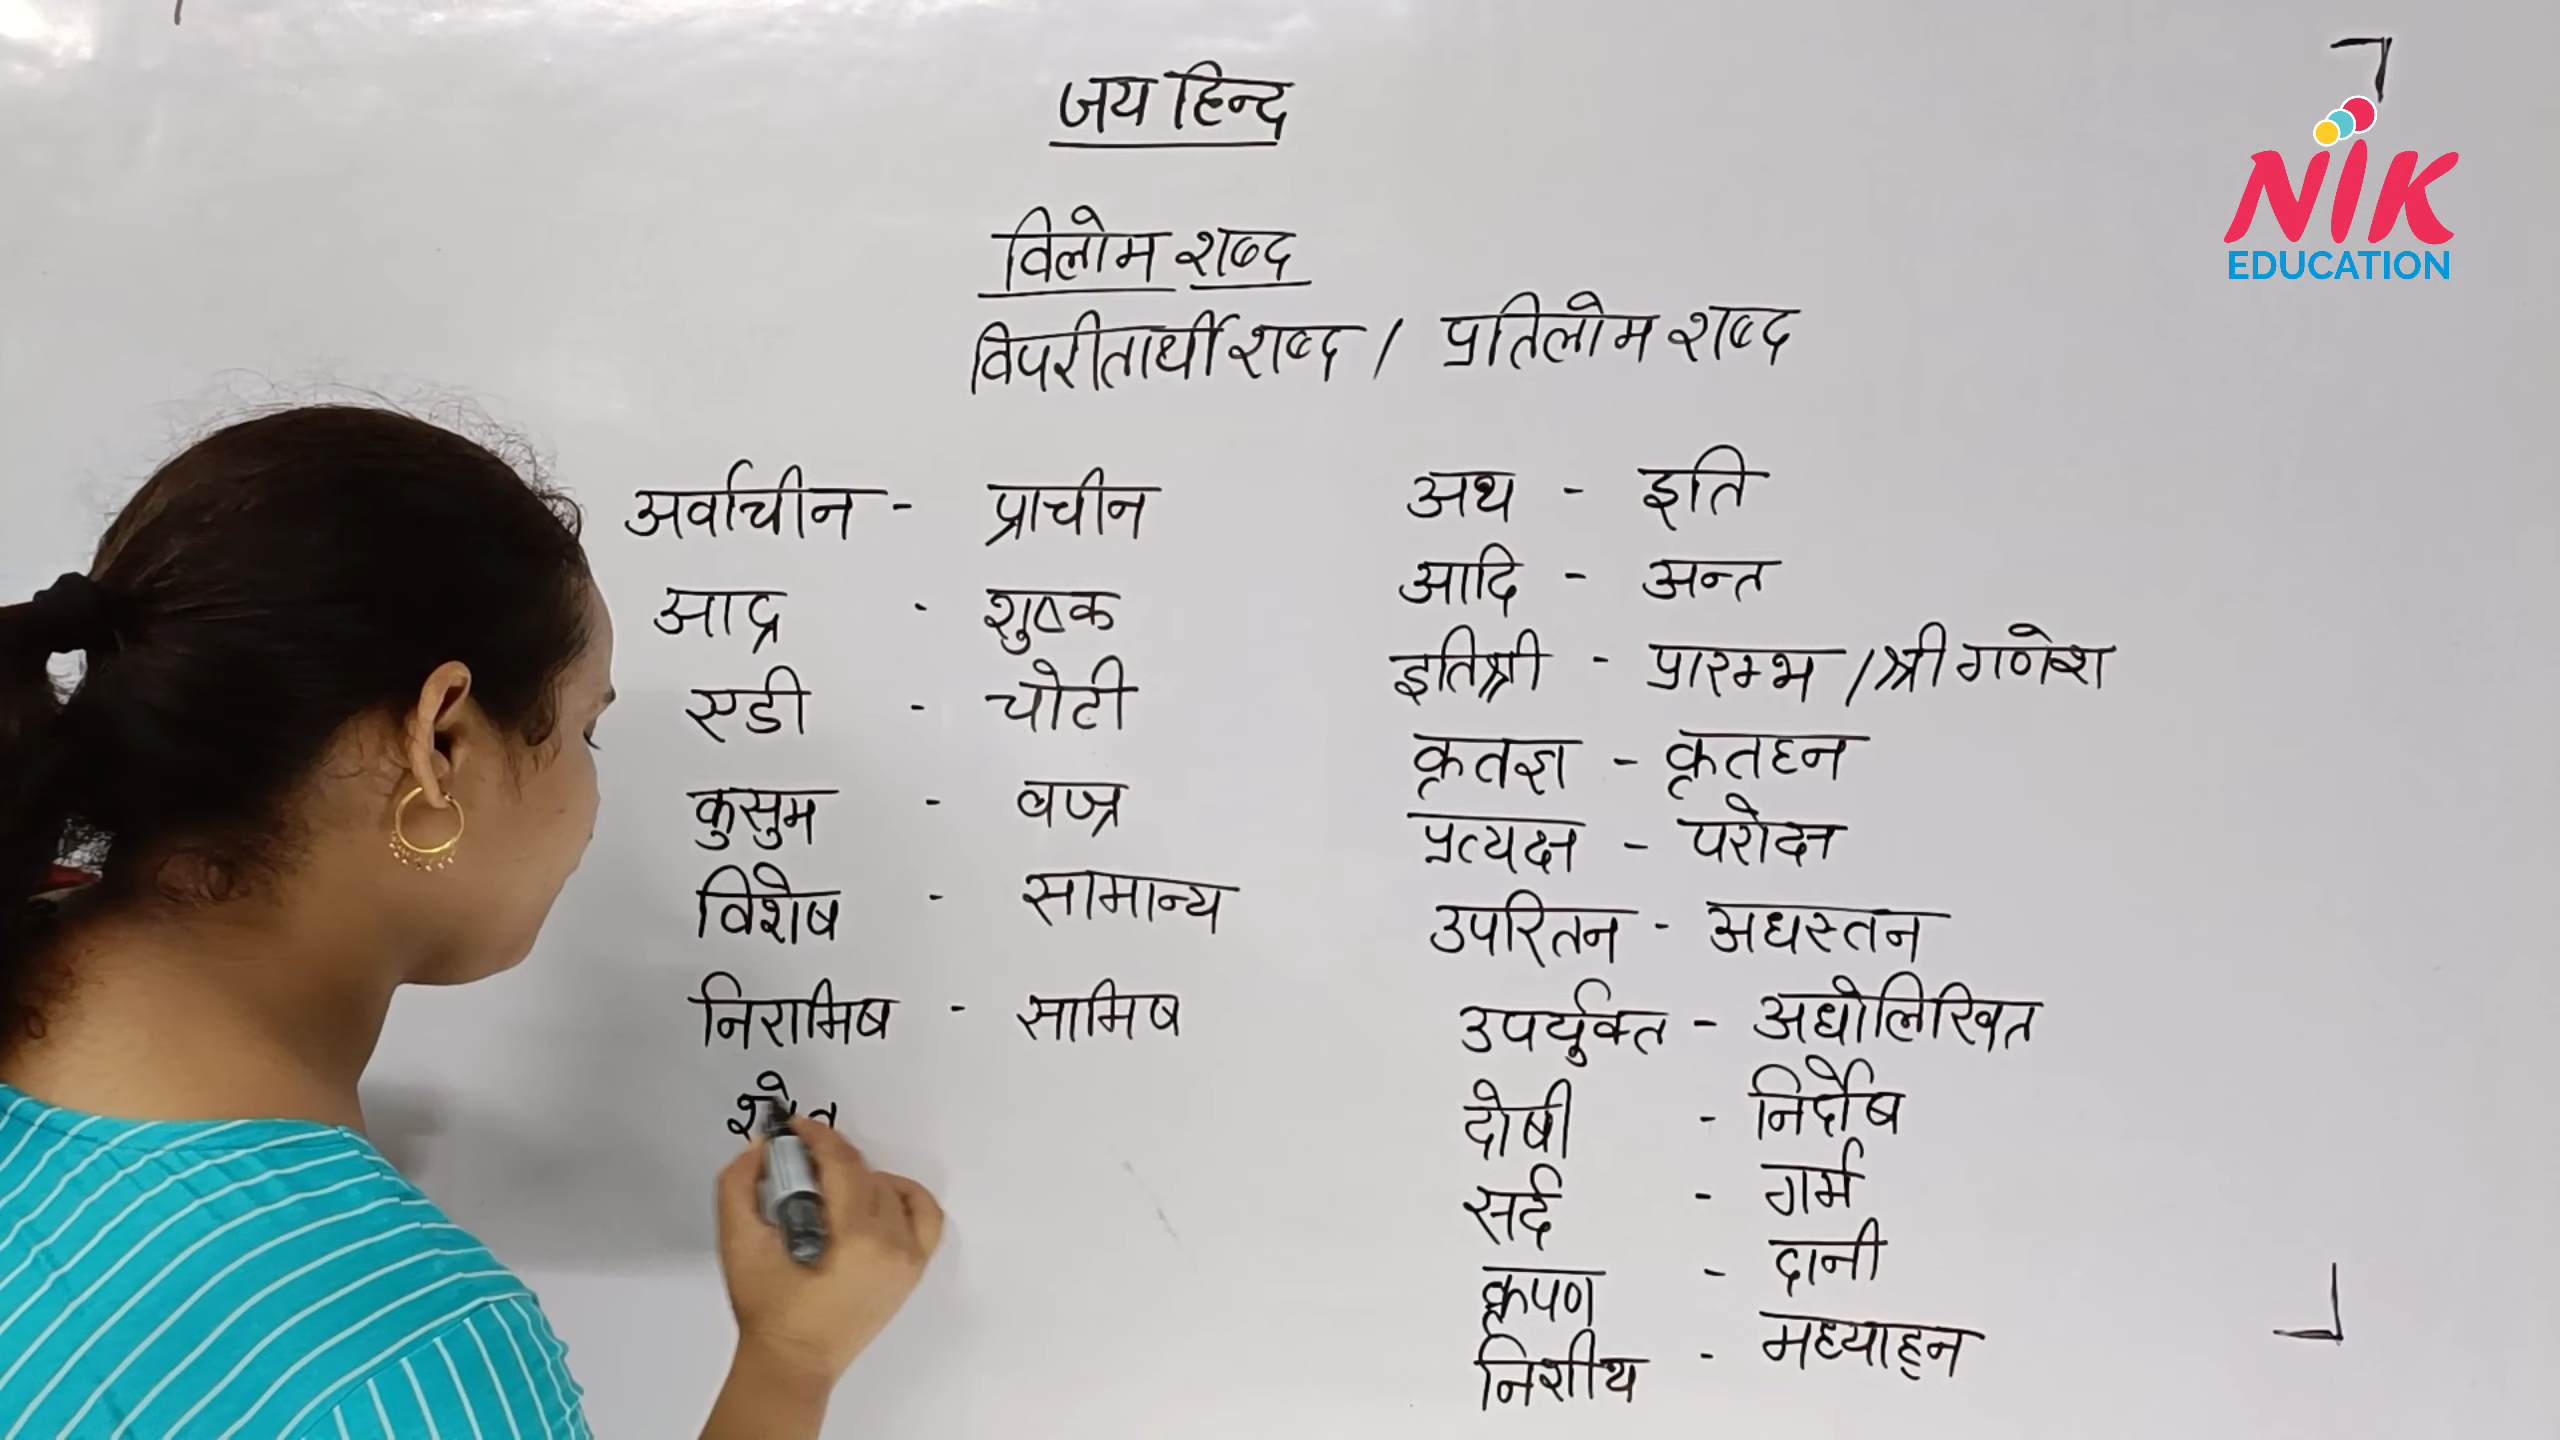 जय हिन्द
NIK
EDUCATION
विलोम शब्द
विपरीतार्थी शब्द / प्रतिलोम शब्द
अर्वाचीन - प्राचीन
आद्र - शुष्क
एडी - चोटी
कुसुम - वज्र
विशेष - सामान्य
निरामिष - सामिष
अथ - इति
आदि - अन्त
इतिश्री - प्रारम्भ / श्री गणेश
कृतज्ञ - कृतघ्न
प्रत्यक्ष - परोक्ष
उपरितन - अधस्तन
उपर्युक्त - अधोलिखित
दोषी - निर्दोष
सर्द - गर्म
कृपण - दानी
निशीथ - मध्याह्न